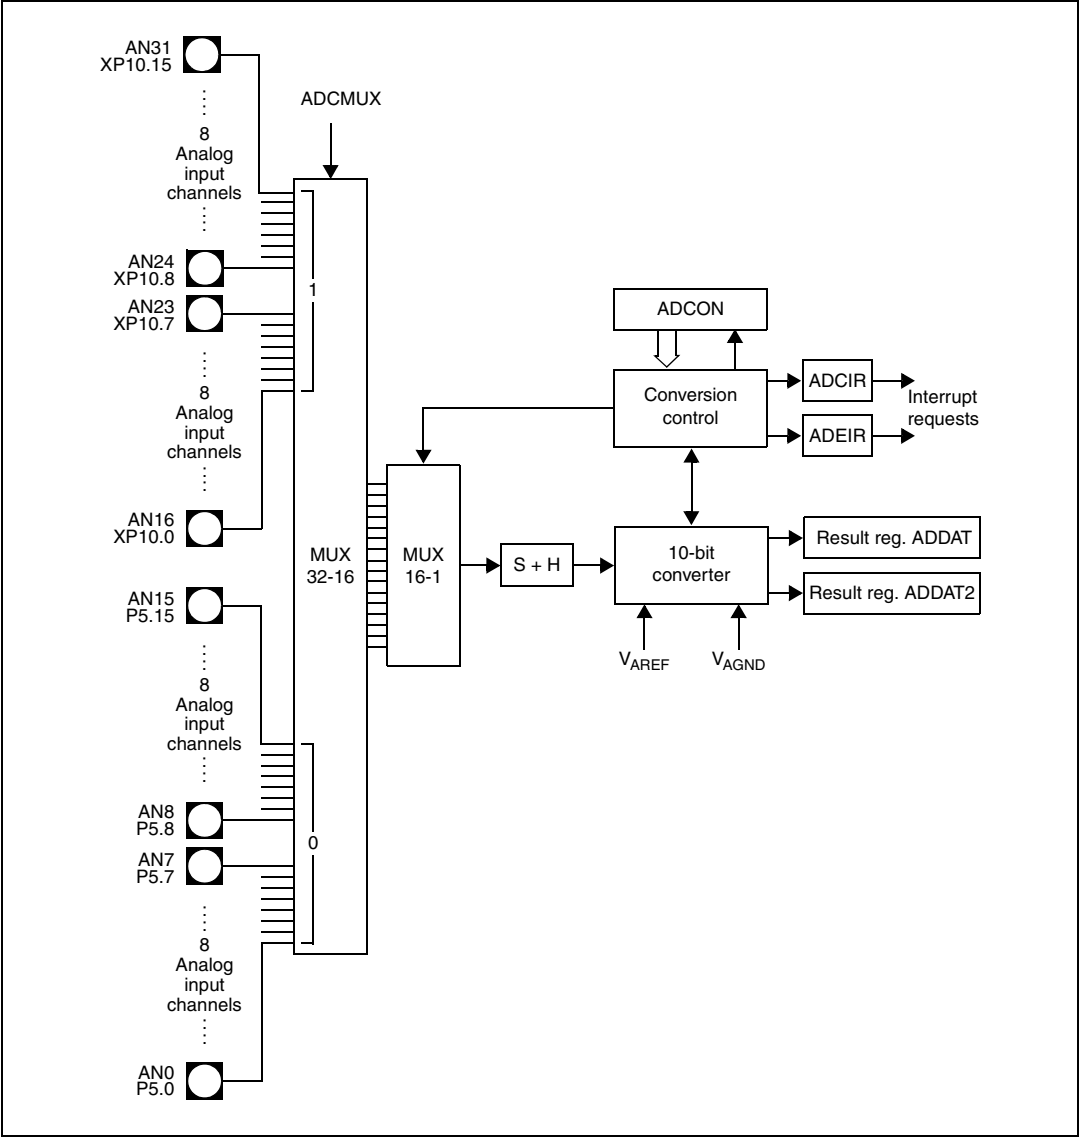 AN31
XP10.15
8
Analog
input
channels
AN24
XP10.8
AN23
XP10.7
8
Analog
input
channels
AN16
XP10.0
AN15
P5.15
8
Analog
input
channels
AN8
P5.8
AN7
P5.7
8
Analog
input
channels
AN0
P5.0
ADCMUX
1
0
MUX
32-16
MUX
16-1
S + H
ADCON
Conversion
control
ADCIR
ADEIR
Interrupt
requests
10-bit
converter
Result reg. ADDAT
Result reg. ADDAT2
VAREF
VAGND